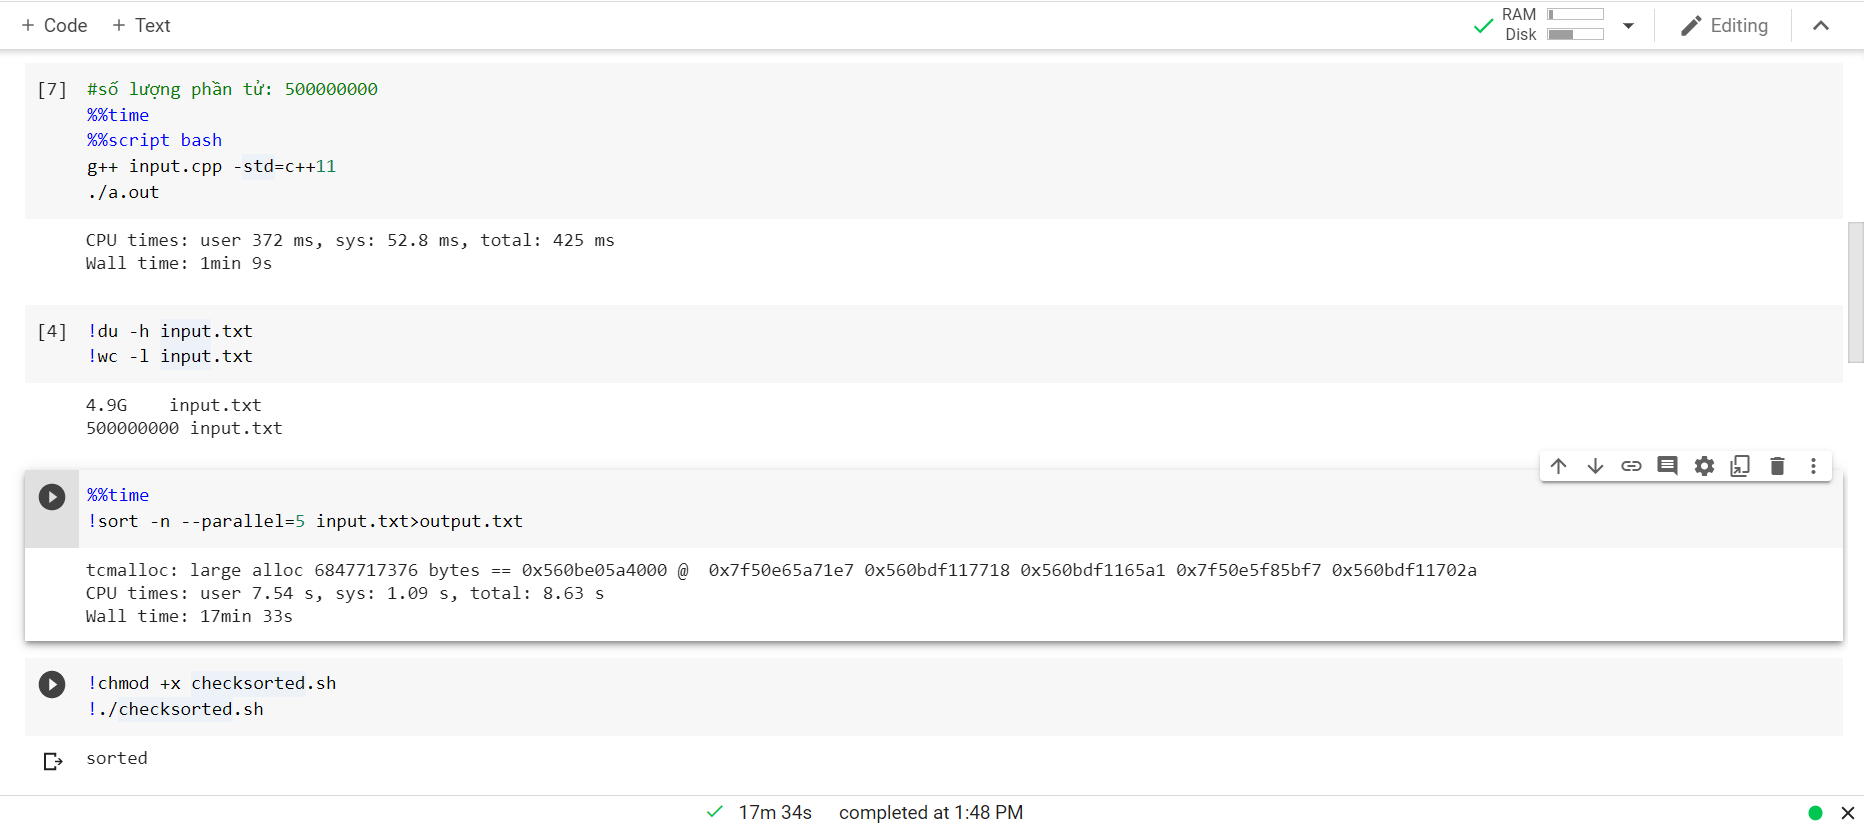 + Code + Text
RAM
Disk
Editing
[7] #số lượng phần tử: 500000000
%%time
%%script bash
g++ input.cpp -std=c++11
./a.out
CPU times: user 372 ms, sys: 52.8 ms, total: 425 ms
Wall time: 1min 9s
[4] !du -h input.txt
!wc -l input.txt
4.9G input.txt
500000000 input.txt
%%time
!sort -n --parallel=5 input.txt>output.txt
tcmalloc: large alloc 6847717376 bytes == 0x560be05a4000 @ 0x7f50e65a71e7 0x560bdf117718 0x560bdf1165a1 0x7f50e5f85bf7 0x560bdf11702a
CPU times: user 7.54 s, sys: 1.09 s, total: 8.63 s
Wall time: 17min 33s
!chmod +x checksorted.sh
!./checksorted.sh
sorted
17m 34s completed at 1:48 PM